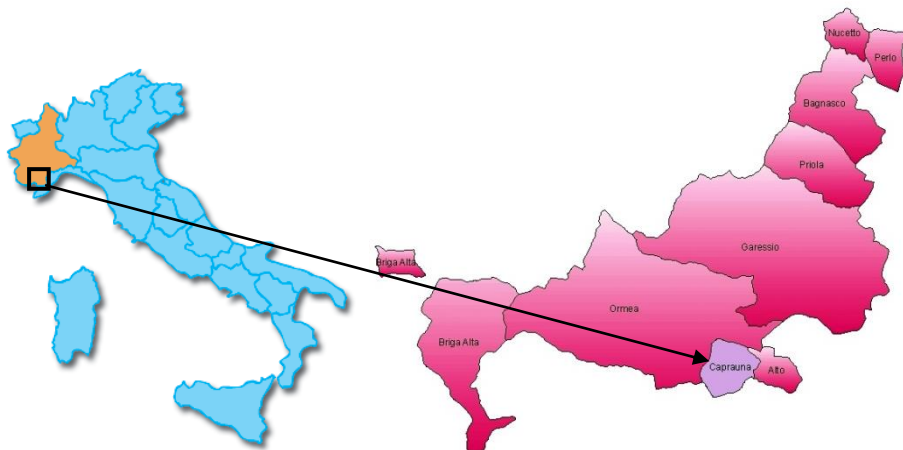 Nucetto
Perlo
Bagnasco
Priola
Garessio
Briga Alta
Ormea
Briga Alta
Caprauna
Alto